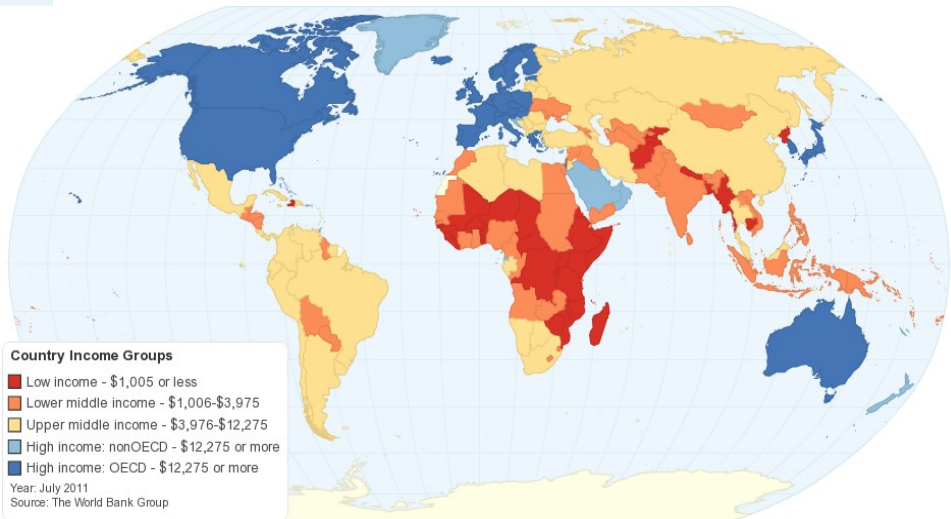 Country Income Groups
Low income - $1,005 or less
Lower middle income - $1,006-$3,975
Upper middle income - $3,976-$12,275
High income: nonOECD - $12,275 or more
High income: OECD - $12,275 or more
Year: July 2011
Source: The World Bank Group